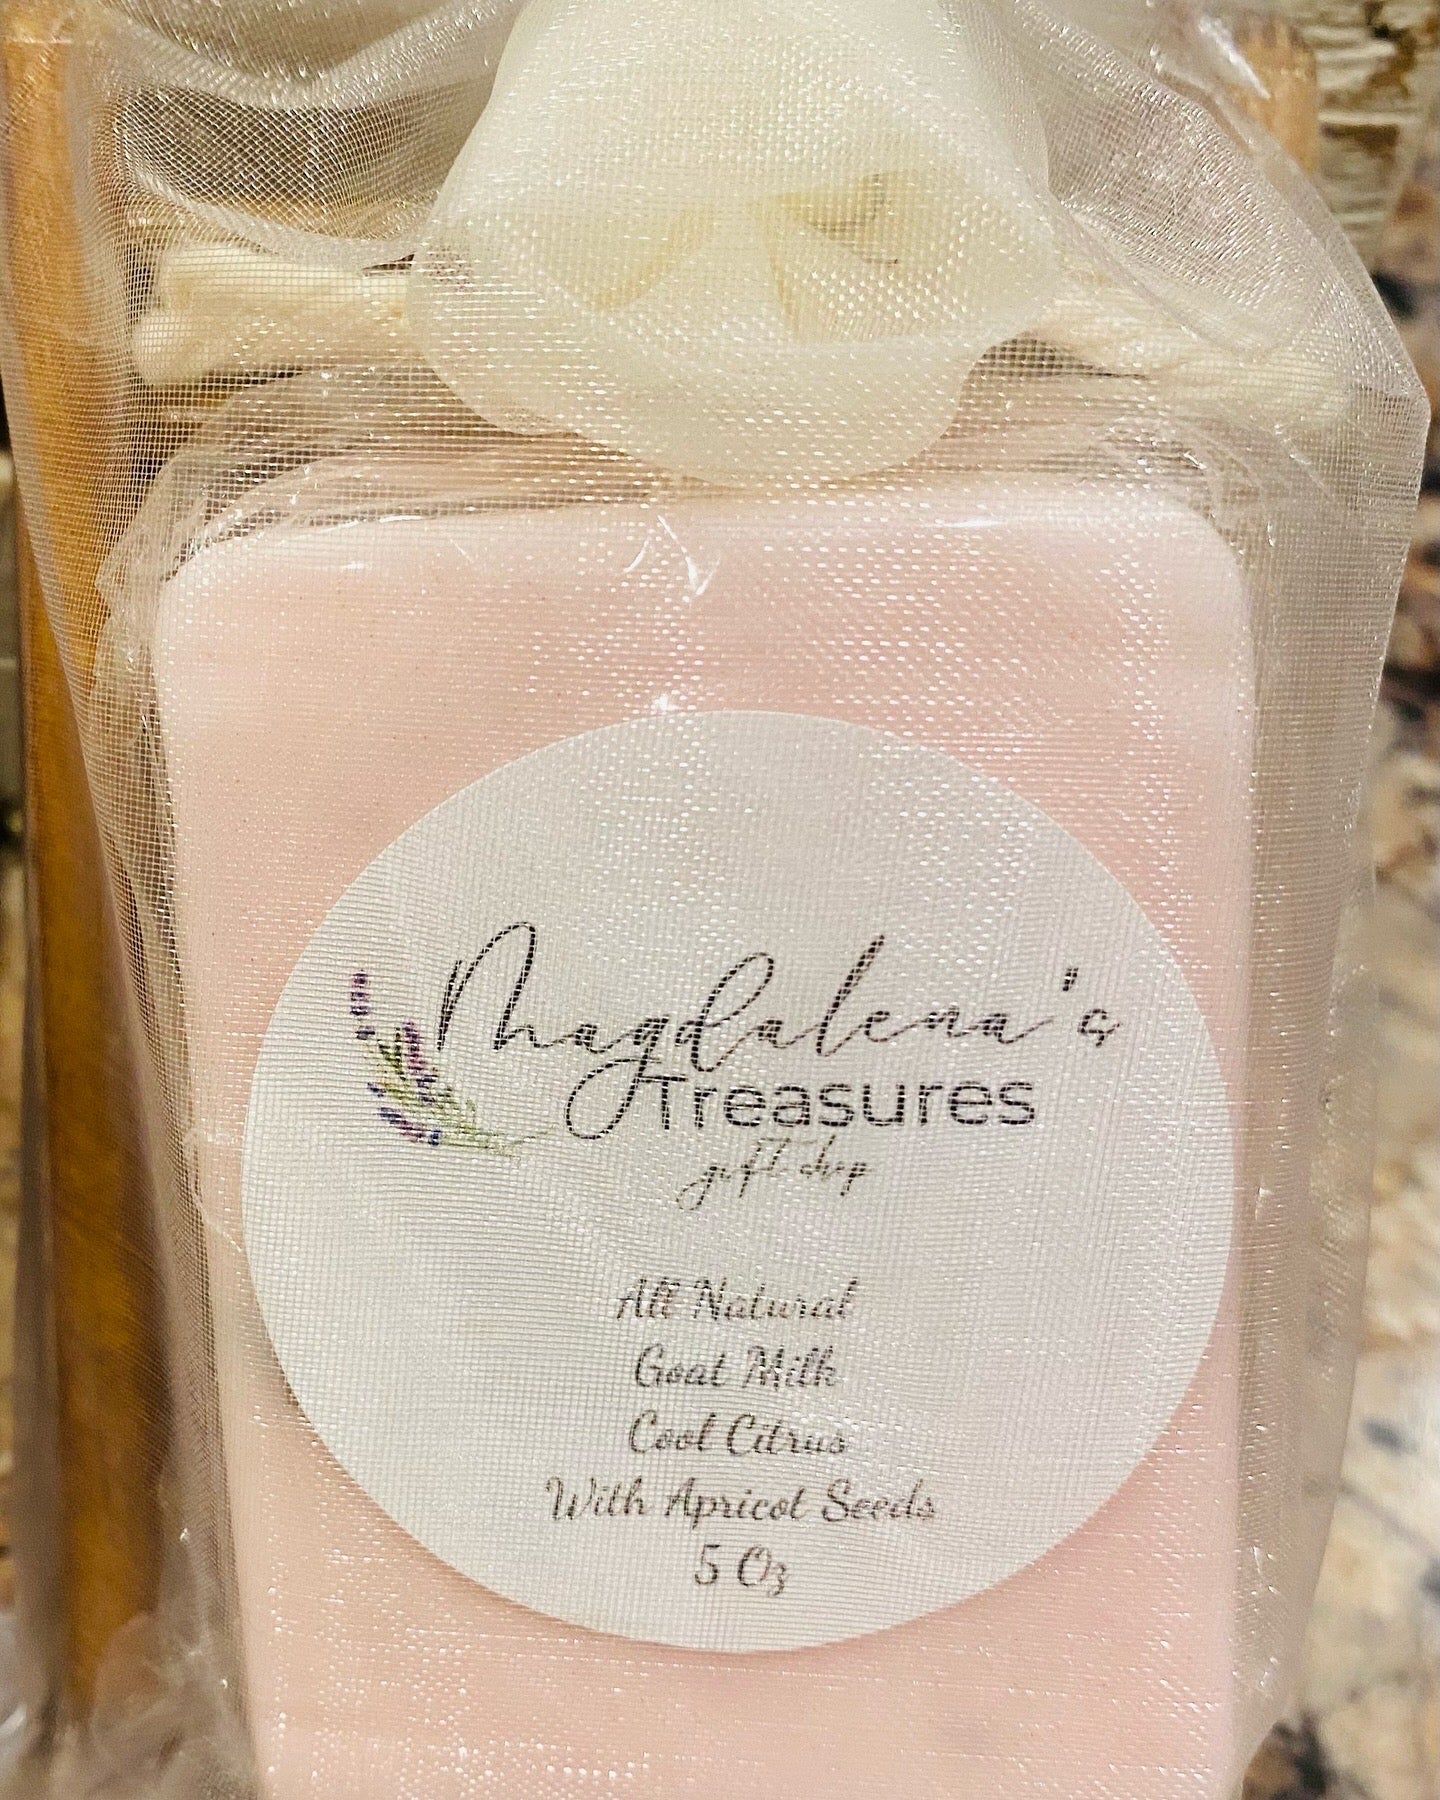 Magdalena's
Treasures
gift shop
All Natural
Goat Milk
Cool Citrus
With Apricot Seeds
5 Oz